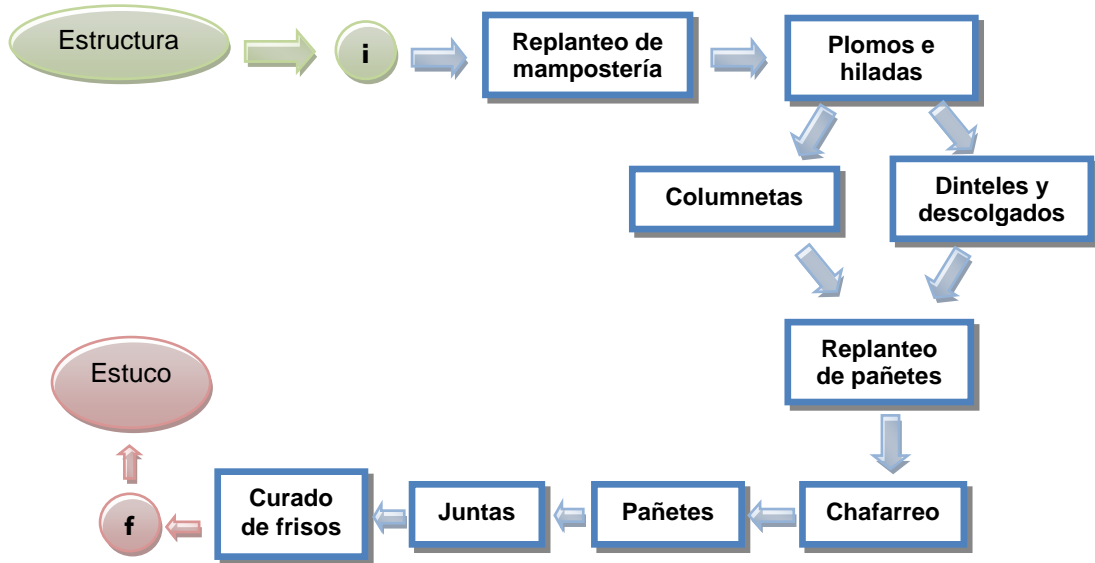 Estructura
i
Replanteo de
mampostería
Plomos e
hiladas
Columnetas
Dinteles y
descolgados
Replanteo
de pañetes
Chafarreo
Pañetes
Juntas
Curado
de frisos
f
Estuco